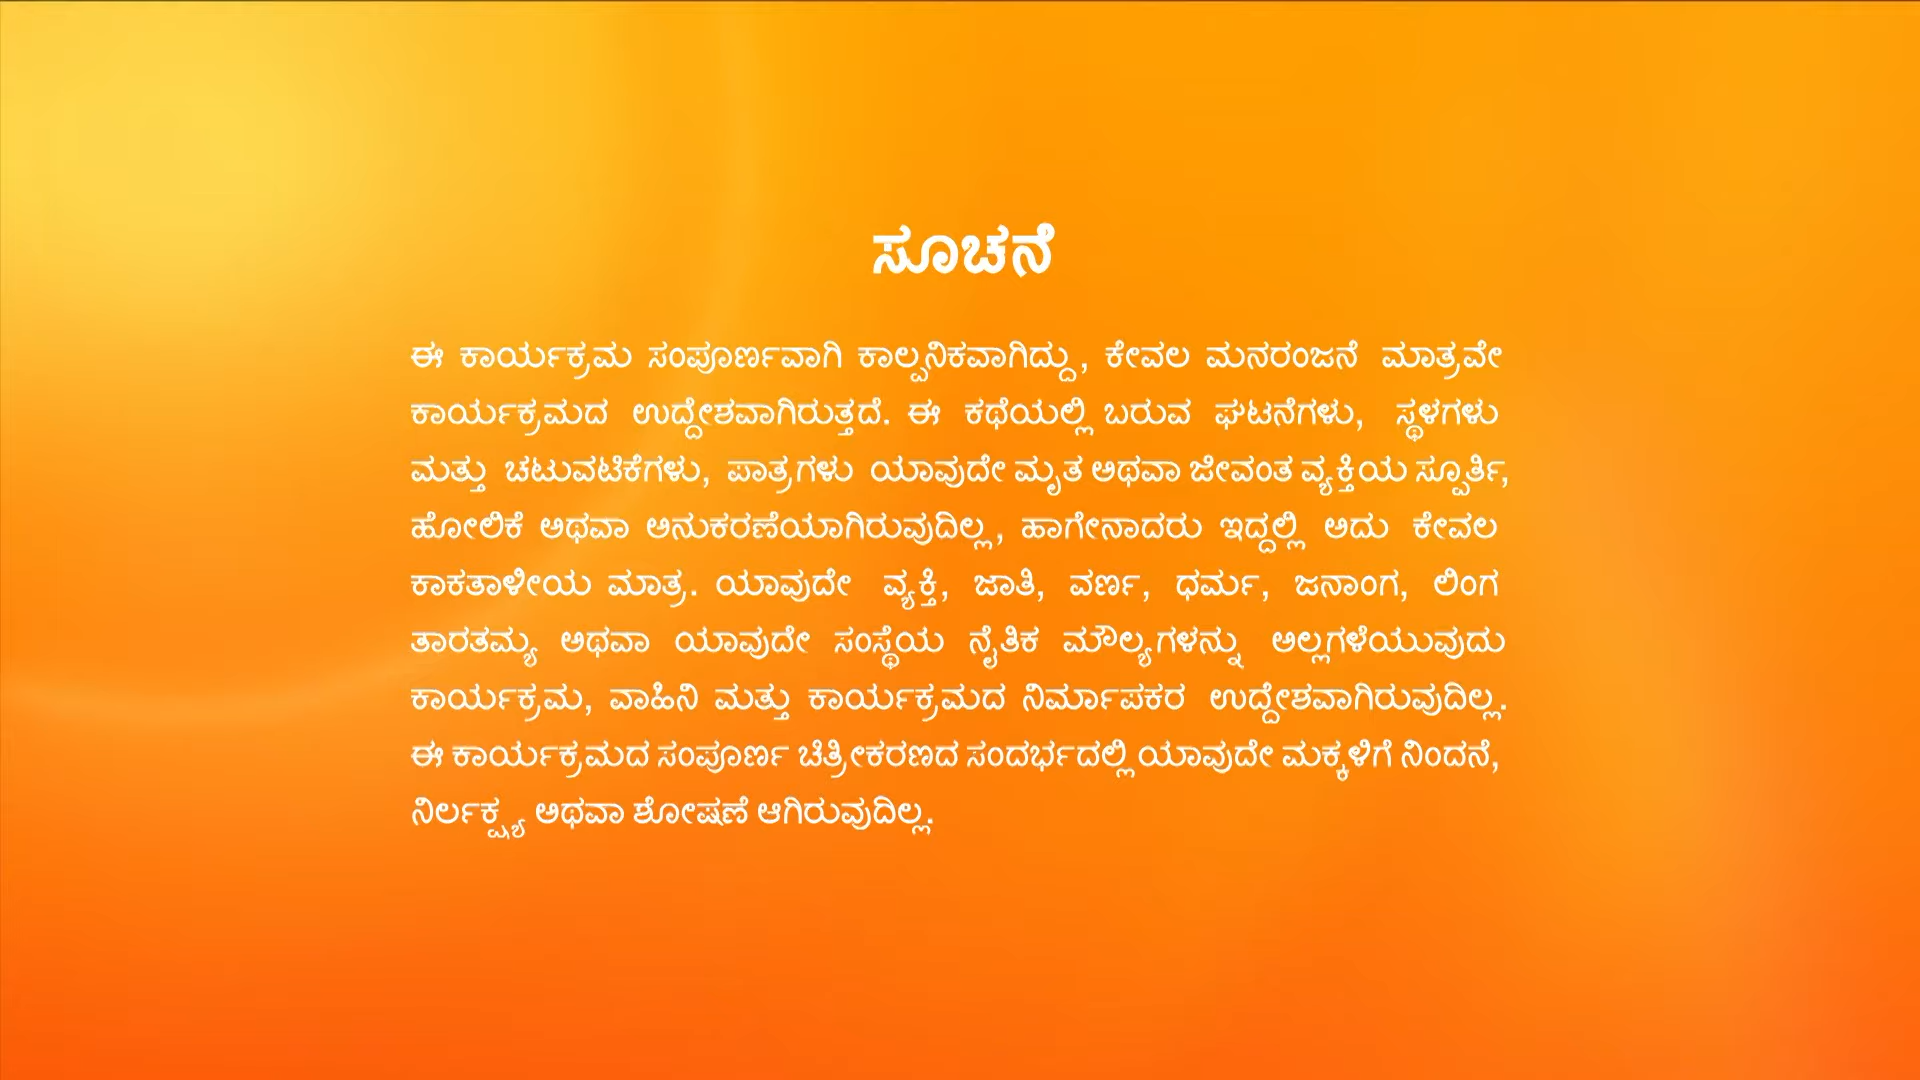 ಸೂಚನೆ
ಈ ಕಾರ್ಯಕ್ರಮ ಸಂಪೂರ್ಣವಾಗಿ ಕಾಲ್ಪನಿಕವಾಗಿದ್ದು, ಕೇವಲ ಮನರಂಜನೆ ಮಾತ್ರವೇ
ಕಾರ್ಯಕ್ರಮದ ಉದ್ದೇಶವಾಗಿರುತ್ತದೆ. ಈ ಕಥೆಯಲ್ಲಿ ಬರುವ ಘಟನೆಗಳು, ಸ್ಥಳಗಳು
ಮತ್ತು ಚಟುವಟಿಕೆಗಳು, ಪಾತ್ರಗಳು ಯಾವುದೇ ಮೃತ ಅಥವಾ ಜೀವಂತ ವ್ಯಕ್ತಿಯ ಸ್ಪೂರ್ತಿ,
ಹೋಲಿಕೆ ಅಥವಾ ಅನುಕರಣೆಯಾಗಿರುವುದಿಲ್ಲ, ಹಾಗೇನಾದರು ಇದ್ದಲ್ಲಿ ಅದು ಕೇವಲ
ಕಾಕತಾಳೀಯ ಮಾತ್ರ. ಯಾವುದೇ ವ್ಯಕ್ತಿ, ಜಾತಿ, ವರ್ಣ, ಧರ್ಮ, ಜನಾಂಗ, ಲಿಂಗ
ತಾರತಮ್ಯ ಅಥವಾ ಯಾವುದೇ ಸಂಸ್ಥೆಯ ನೈತಿಕ ಮೌಲ್ಯಗಳನ್ನು ಅಲ್ಲಗಳೆಯುವುದು
ಕಾರ್ಯಕ್ರಮ, ವಾಹಿನಿ ಮತ್ತು ಕಾರ್ಯಕ್ರಮದ ನಿರ್ಮಾಪಕರ ಉದ್ದೇಶವಾಗಿರುವುದಿಲ್ಲ.
ಈ ಕಾರ್ಯಕ್ರಮದ ಸಂಪೂರ್ಣ ಚಿತ್ರೀಕರಣದ ಸಂದರ್ಭದಲ್ಲಿ ಯಾವುದೇ ಮಕ್ಕಳಿಗೆ ನಿಂದನೆ,
ನಿರ್ಲಕ್ಷ್ಯ ಅಥವಾ ಶೋಷಣೆ ಆಗಿರುವುದಿಲ್ಲ.